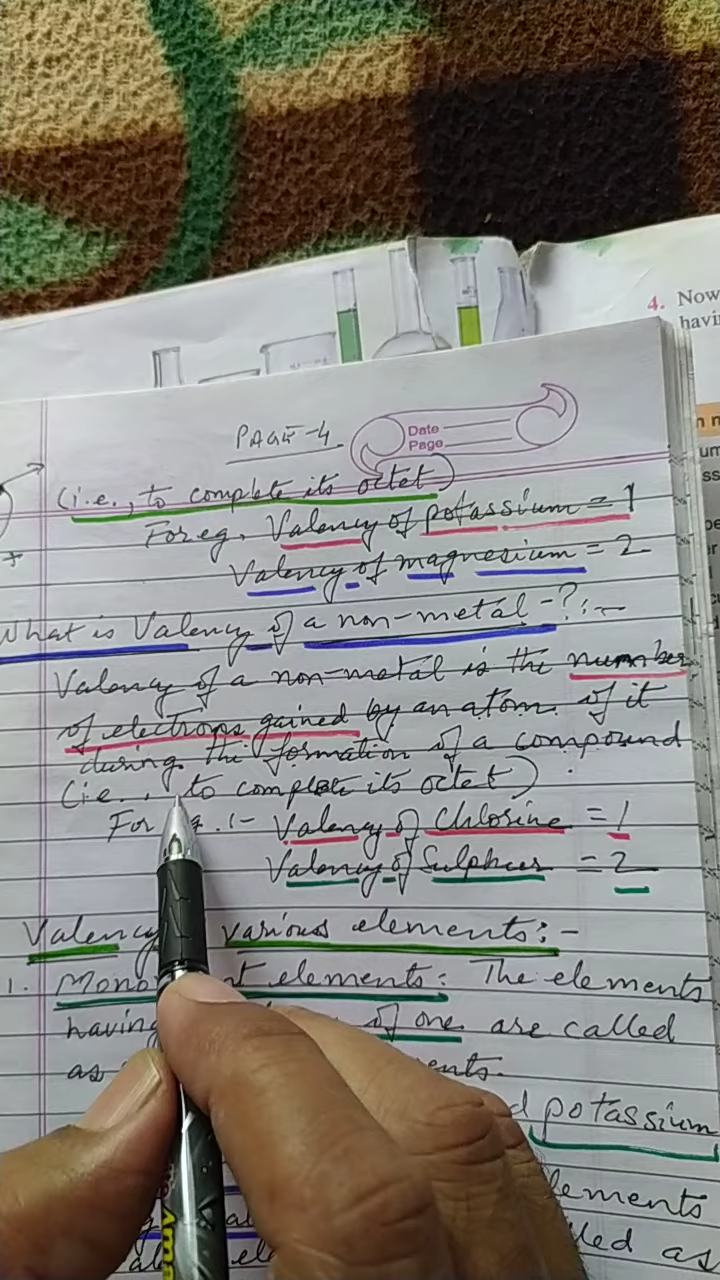 4. Now
havi
PAGE-4
Date
Page
(i.e., to complete its octet)
For eg. Valency of potassium = 1
Valency of magnesium = 2
What is Valency of a non-metal-?:-
Valency of a non-metal is the number
of electrons gained by an atom of it
during the formation of a compound
(i.e., to complete its octet)
For .g. :- Valency of Chlorine = 1
Valency of Sulphur = 2
Valency various elements:-
1. Mono nt elements: The elements
having of one are called
as ents.
d potassium
lements
lled as